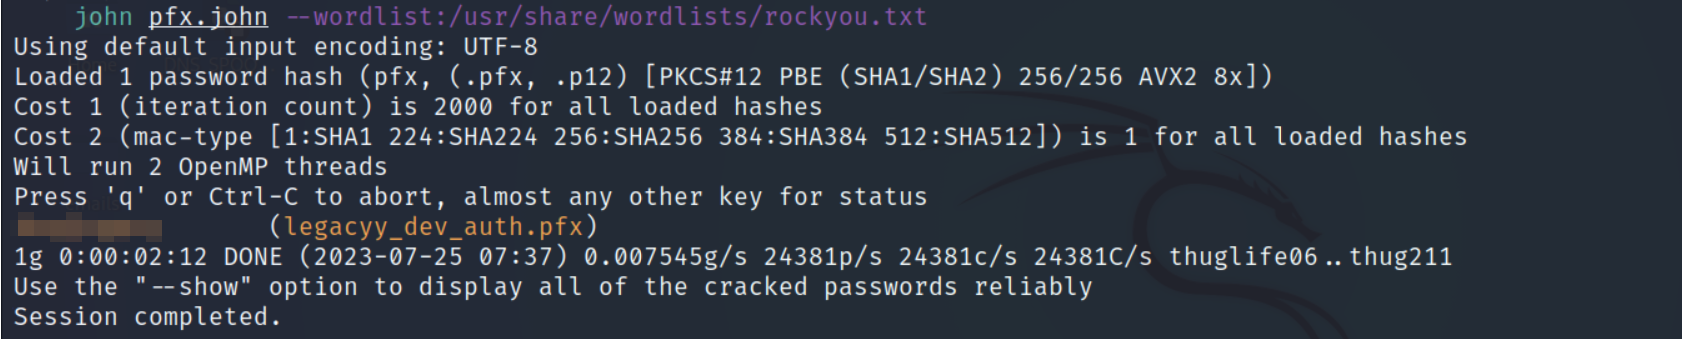 john pfx.john --wordlist:/usr/share/wordlists/rockyou.txt
Using default input encoding: UTF-8
Loaded 1 password hash (pfx, (.pfx, .p12) [PKCS#12 PBE (SHA1/SHA2) 256/256 AVX2 8x])
Cost 1 (iteration count) is 2000 for all loaded hashes
Cost 2 (mac-type [1:SHA1 224:SHA224 256:SHA256 384:SHA384 512:SHA512]) is 1 for all loaded hashes
Will run 2 OpenMP threads
Press 'q' or Ctrl-C to abort, almost any other key for status
(legacyy_dev_auth.pfx)
1g 0:00:02:12 DONE (2023-07-25 07:37) 0.007545g/s 24381p/s 24381c/s 24381C/s thuglife06..thug211
Use the "--show" option to display all of the cracked passwords reliably
Session completed.